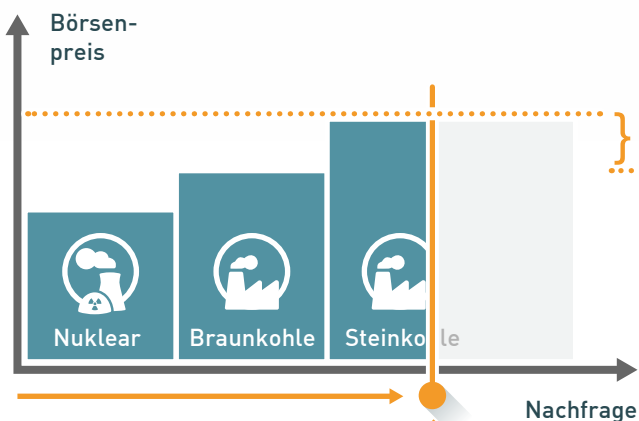 Börsen-
preis
Nuklear
Braunkohle
Steinkohle
Nachfrage